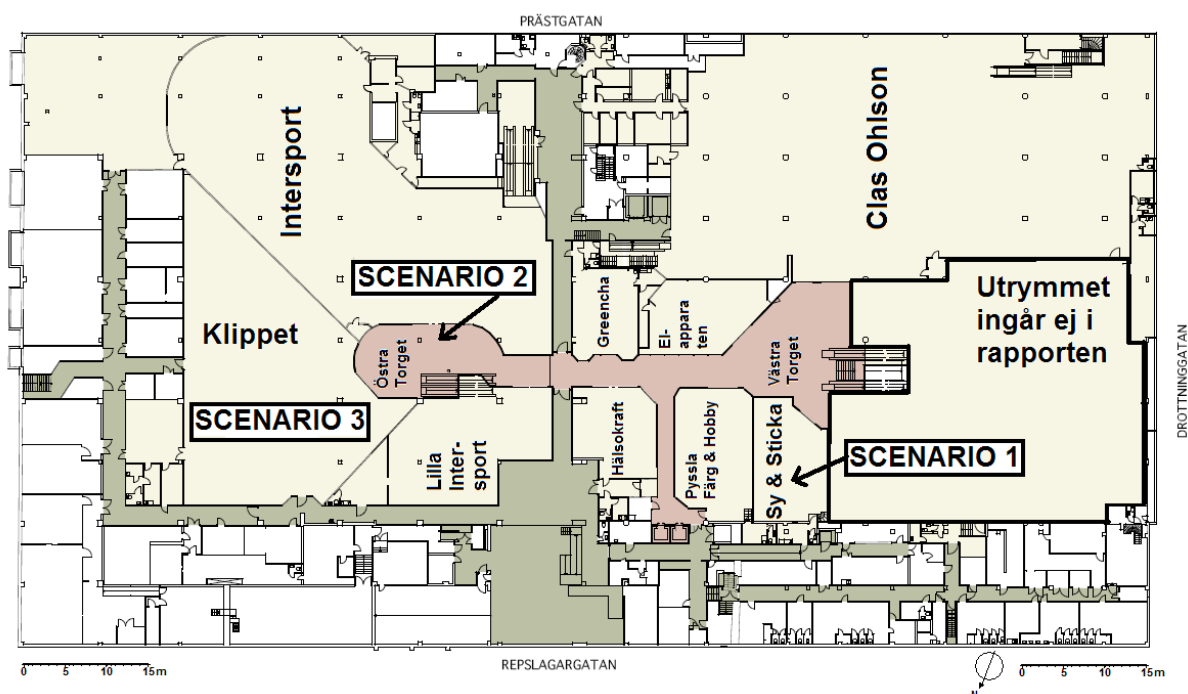 PRÄSTGATAN
Intersport
Clas Ohlson
SCENARIO 2
Greencha
El-
appara
ten
Utrymmet
ingår ej i
rapporten
Klippet
Östra
Torget
Västra
Torget
DROTTNINGGATAN
SCENARIO 3
Lilla
Inter-
sport
Hälsokraft
Pyssla
Färg & Hobby
Sy & Sticka
SCENARIO 1
REPSLAGARGATAN
0 5 10 15m
0 5 10 15m
N